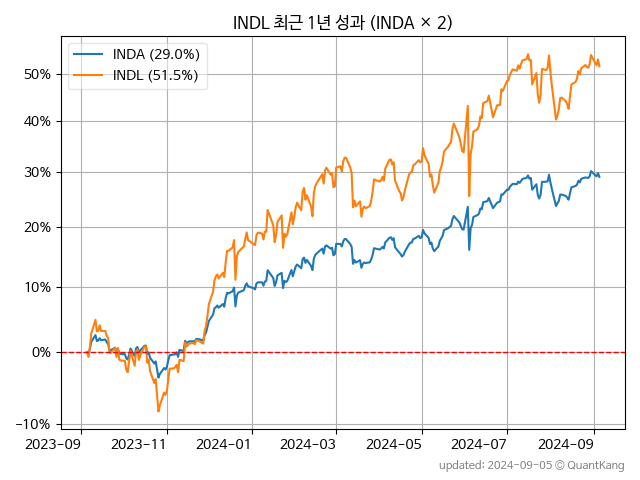 INDL 최근 1년 성과 (INDA × 2)
INDA (29.0%)
INDL (51.5%)
50%
40%
30%
20%
10%
0%
−10%
2023-09 2023-11 2024-01 2024-03 2024-05 2024-07 2024-09
updated: 2024-09-05 © QuantKang